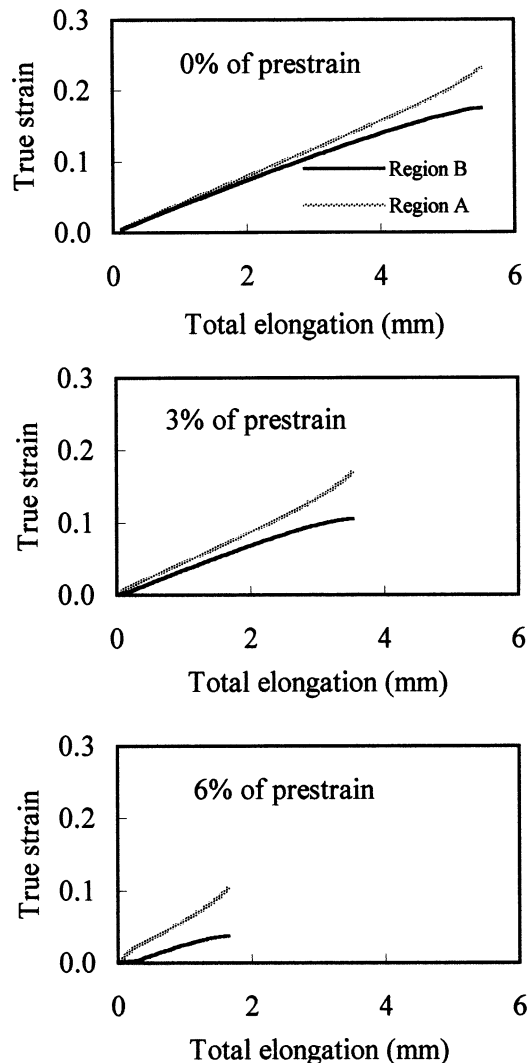 0.3
0% of prestrain
0.2
True strain
0.1
Region B
Region A
0.0
0 2 4 6
Total elongation (mm)
0.3
3% of prestrain
0.2
True strain
0.1
0.0
0 2 4 6
Total elongation (mm)
0.3
6% of prestrain
0.2
True strain
0.1
0.0
0 2 4 6
Total elongation (mm)